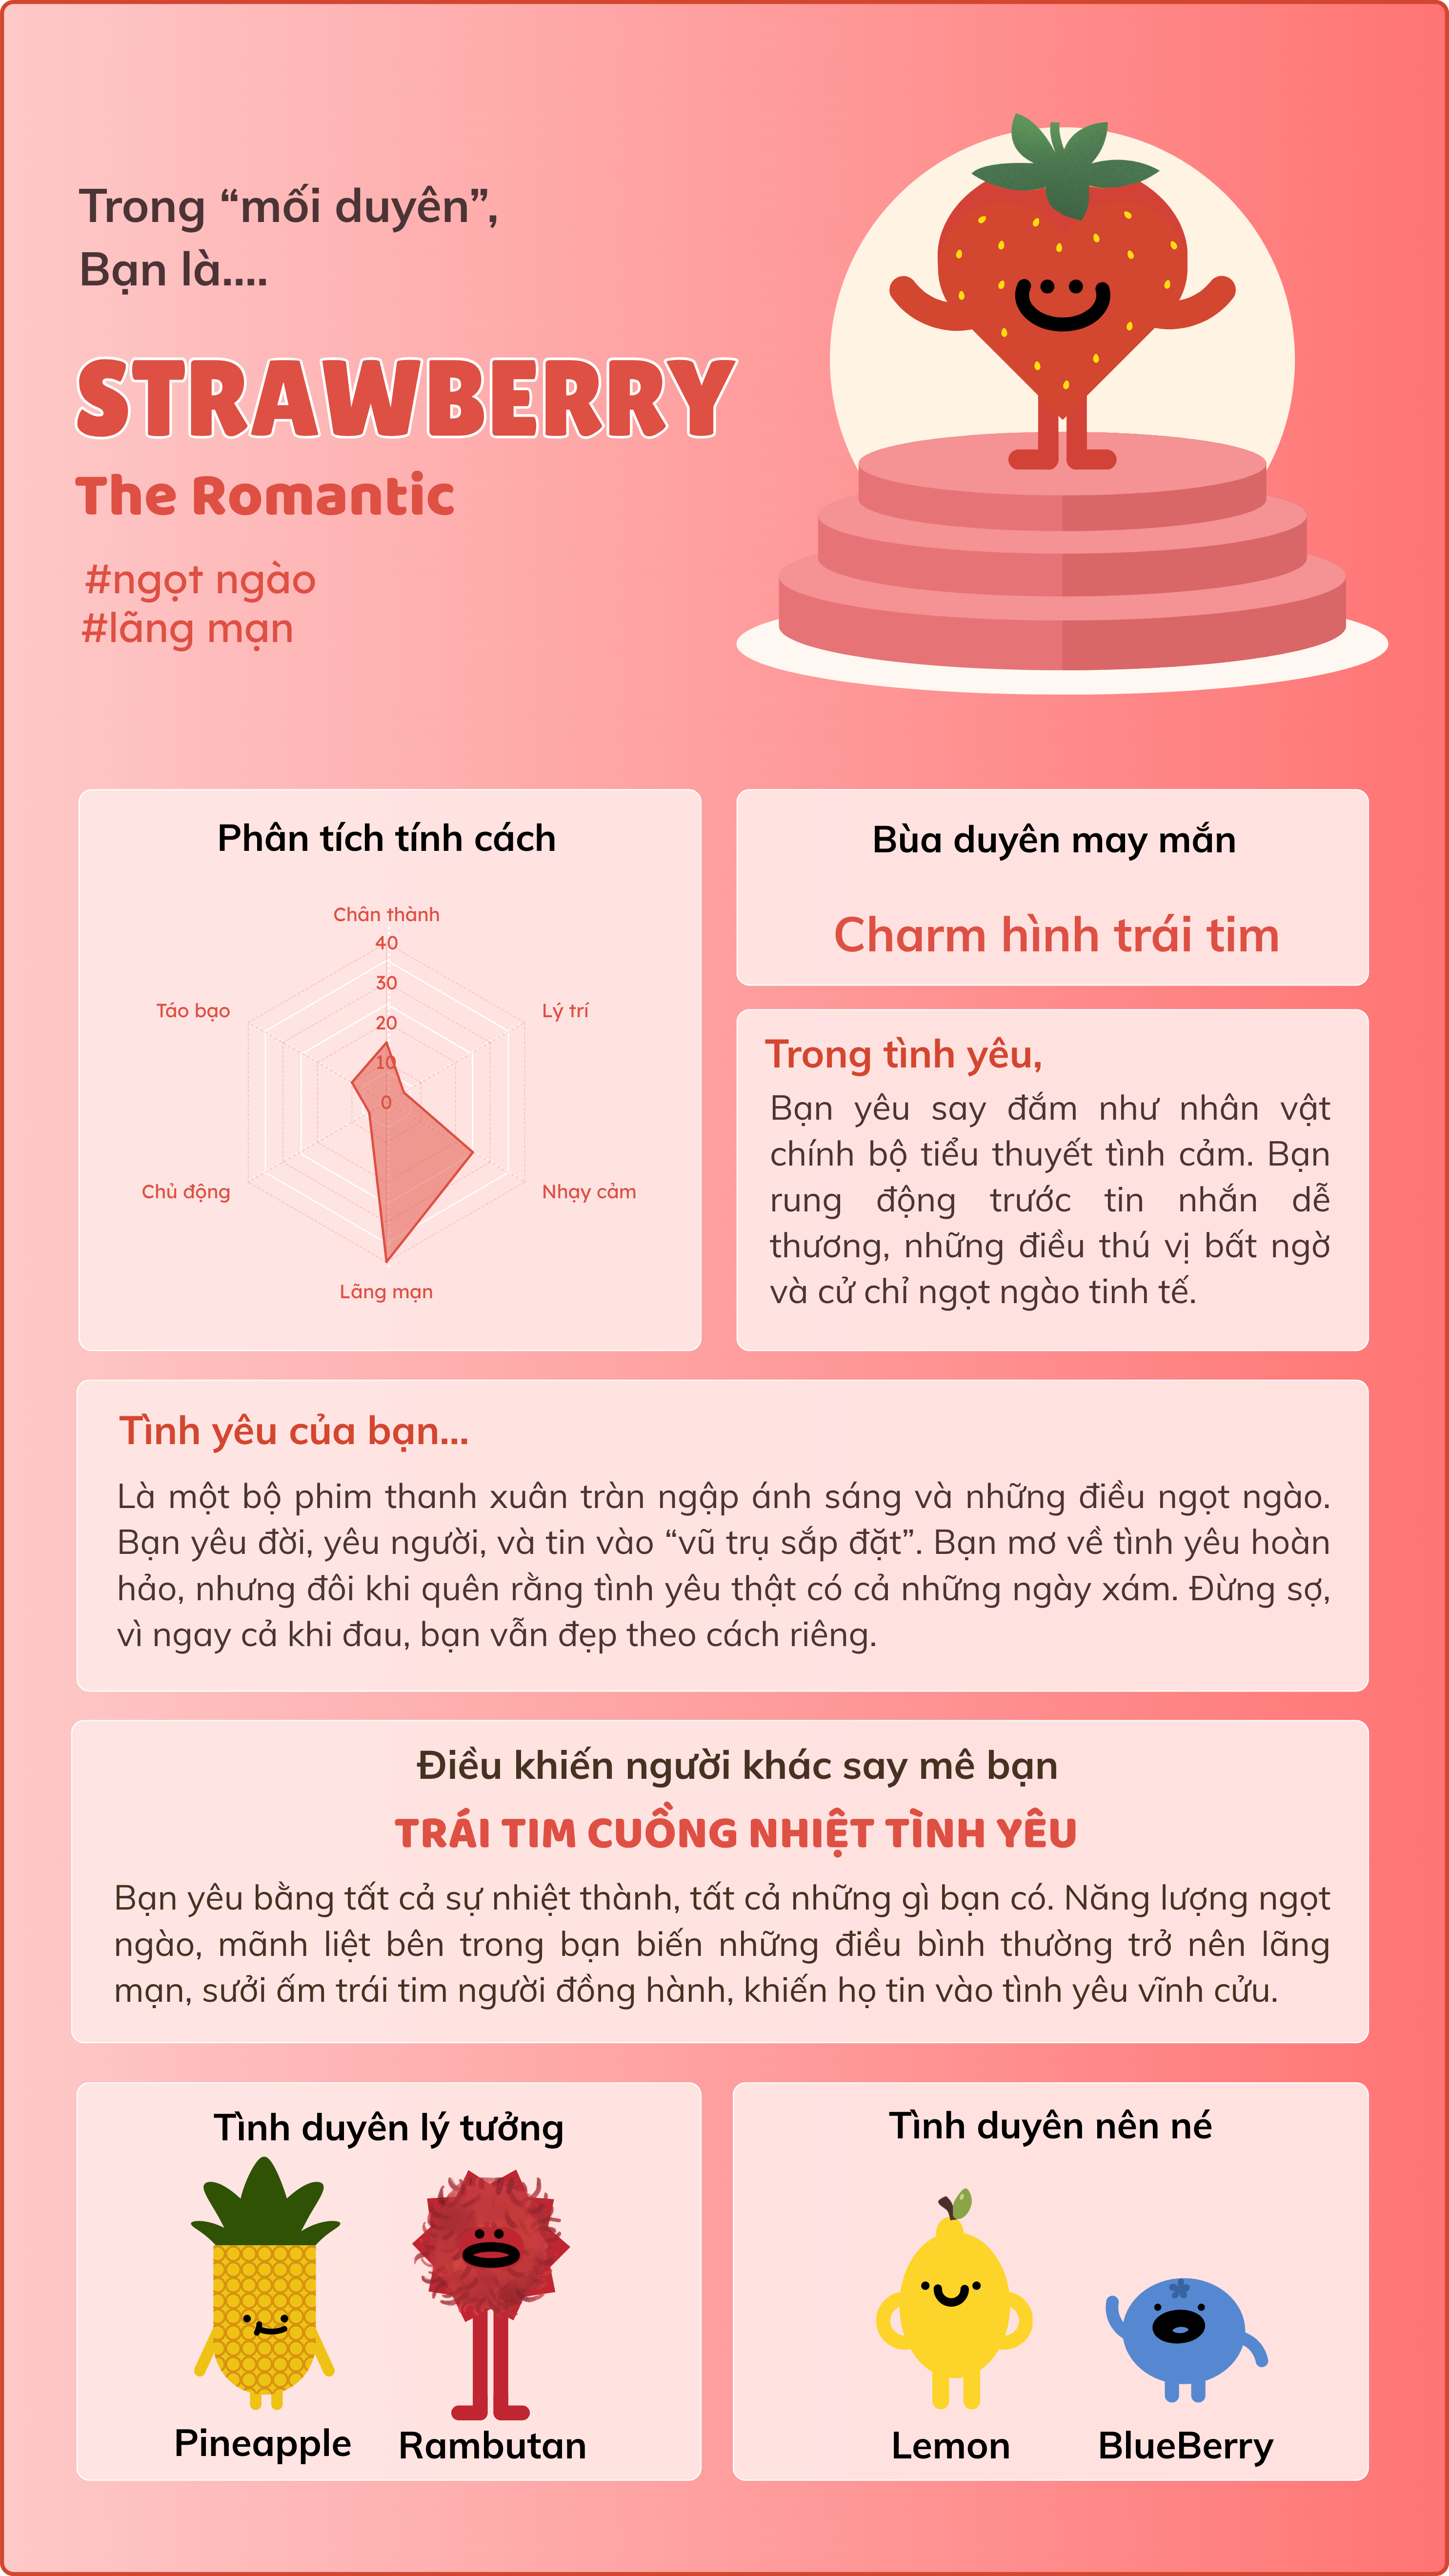 Trong “mối duyên”,
Bạn là....
STRAWBERRY
The Romantic
#ngọt ngào
#lãng mạn
Phân tích tính cách
Chân thành
40
30
20
10
0
Táo bạo
Lý trí
Chủ động
Nhạy cảm
Lãng mạn
Bùa duyên may mắn
Charm hình trái tim
Trong tình yêu,
Bạn yêu say đắm như nhân vật
chính bộ tiểu thuyết tình cảm. Bạn
rung động trước tin nhắn dễ
thương, những điều thú vị bất ngờ
và cử chỉ ngọt ngào tinh tế.
Tình yêu của bạn...
Là một bộ phim thanh xuân tràn ngập ánh sáng và những điều ngọt ngào.
Bạn yêu đời, yêu người, và tin vào “vũ trụ sắp đặt”. Bạn mơ về tình yêu hoàn
hảo, nhưng đôi khi quên rằng tình yêu thật có cả những ngày xám. Đừng sợ,
vì ngay cả khi đau, bạn vẫn đẹp theo cách riêng.
Điều khiến người khác say mê bạn
TRÁI TIM CUỒNG NHIỆT TÌNH YÊU
Bạn yêu bằng tất cả sự nhiệt thành, tất cả những gì bạn có. Năng lượng ngọt
ngào, mãnh liệt bên trong bạn biến những điều bình thường trở nên lãng
mạn, sưởi ấm trái tim người đồng hành, khiến họ tin vào tình yêu vĩnh cửu.
Tình duyên lý tưởng
Pineapple
Rambutan
Tình duyên nên né
Lemon
BlueBerry